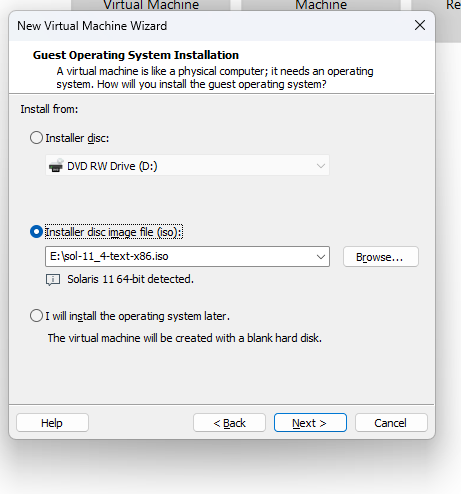 Virtual Machine
Machine
Re
New Virtual Machine Wizard
Guest Operating System Installation
A virtual machine is like a physical computer; it needs an operating
system. How will you install the guest operating system?
Install from:
Installer disc:
DVD RW Drive (D:)
Installer disc image file (iso):
E:\sol-11_4-text-x86.iso
Browse...
Solaris 11 64-bit detected.
I will install the operating system later.
The virtual machine will be created with a blank hard disk.
Help
< Back
Next >
Cancel